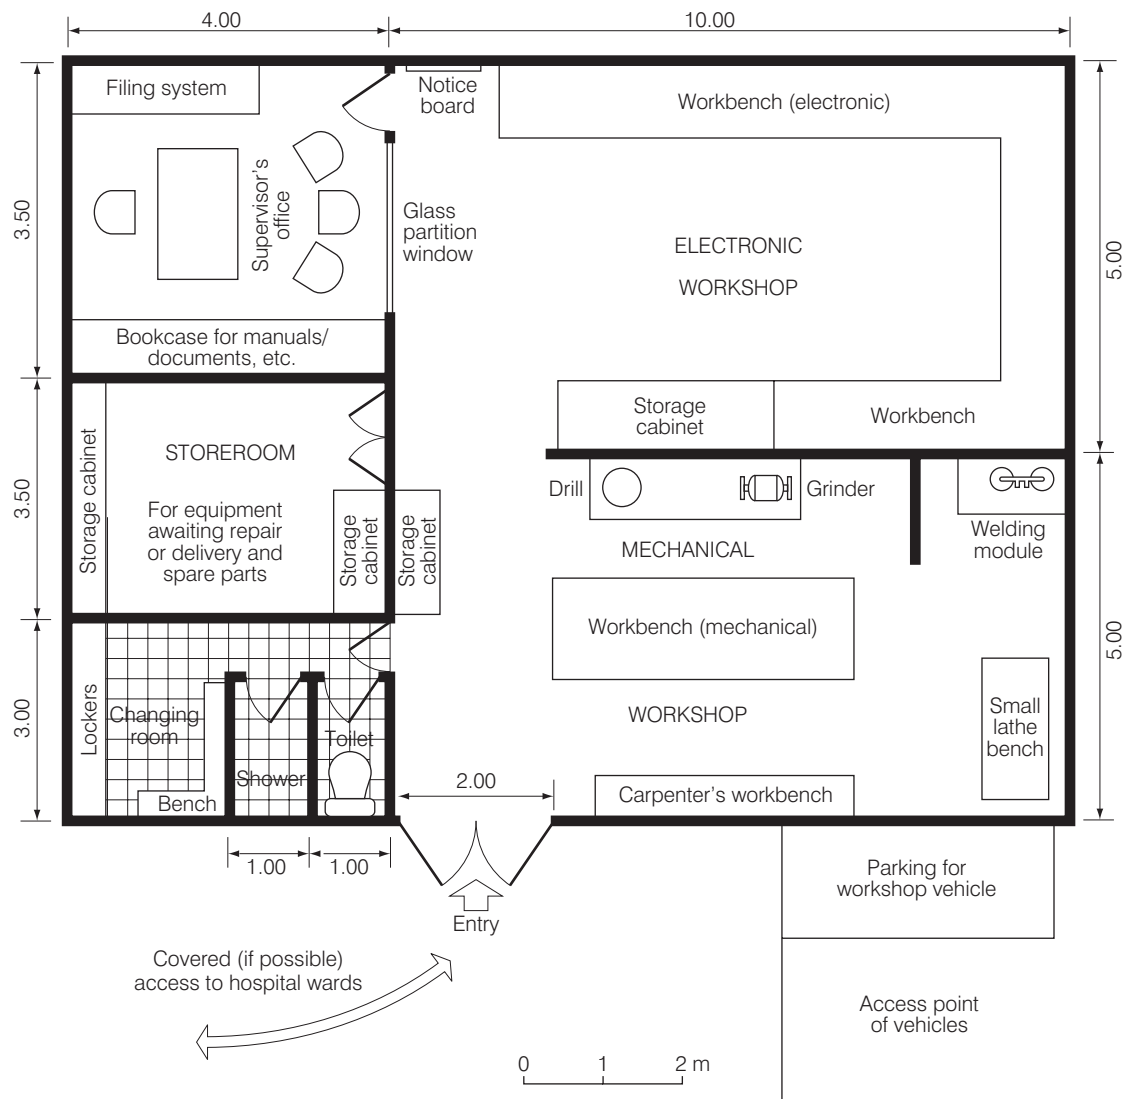 4.00
10.00
Filing system
Notice
board
Workbench (electronic)
3.50
Supervisor's
office
Glass
partition
window
ELECTRONIC
WORKSHOP
5.00
Bookcase for manuals/
documents, etc.
Storage
cabinet
Workbench
3.50
Storage cabinet
STOREROOM
For equipment
awaiting repair
or delivery and
spare parts
Storage
cabinet
Storage
cabinet
Drill
Grinder
MECHANICAL
Welding
module
Workbench (mechanical)
5.00
3.00
Lockers
Changing
room
Toilet
Shower
Bench
WORKSHOP
Small
lathe
bench
2.00
Carpenter's workbench
1.00
1.00
Parking for
workshop vehicle
Entry
Covered (if possible)
access to hospital wards
Access point
of vehicles
0
1
2 m